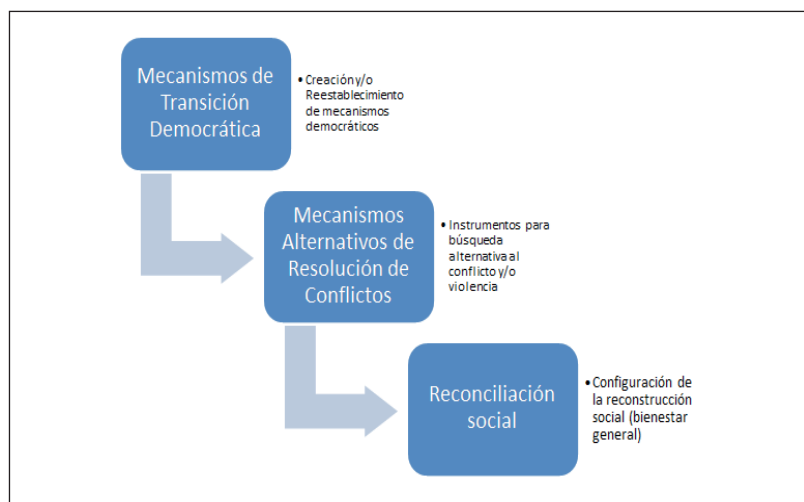 Mecanismos de
Transición
Democrática
• Creación y/o
Reestablecimiento
de mecanismos
democráticos
Mecanismos
Alternativos de
Resolución de
Conflictos
• Instrumentos para
búsqueda
alternativa al
conflicto y/o
violencia
Reconciliación
social
• Configuración de
la reconstrucción
social (bienestar
general)